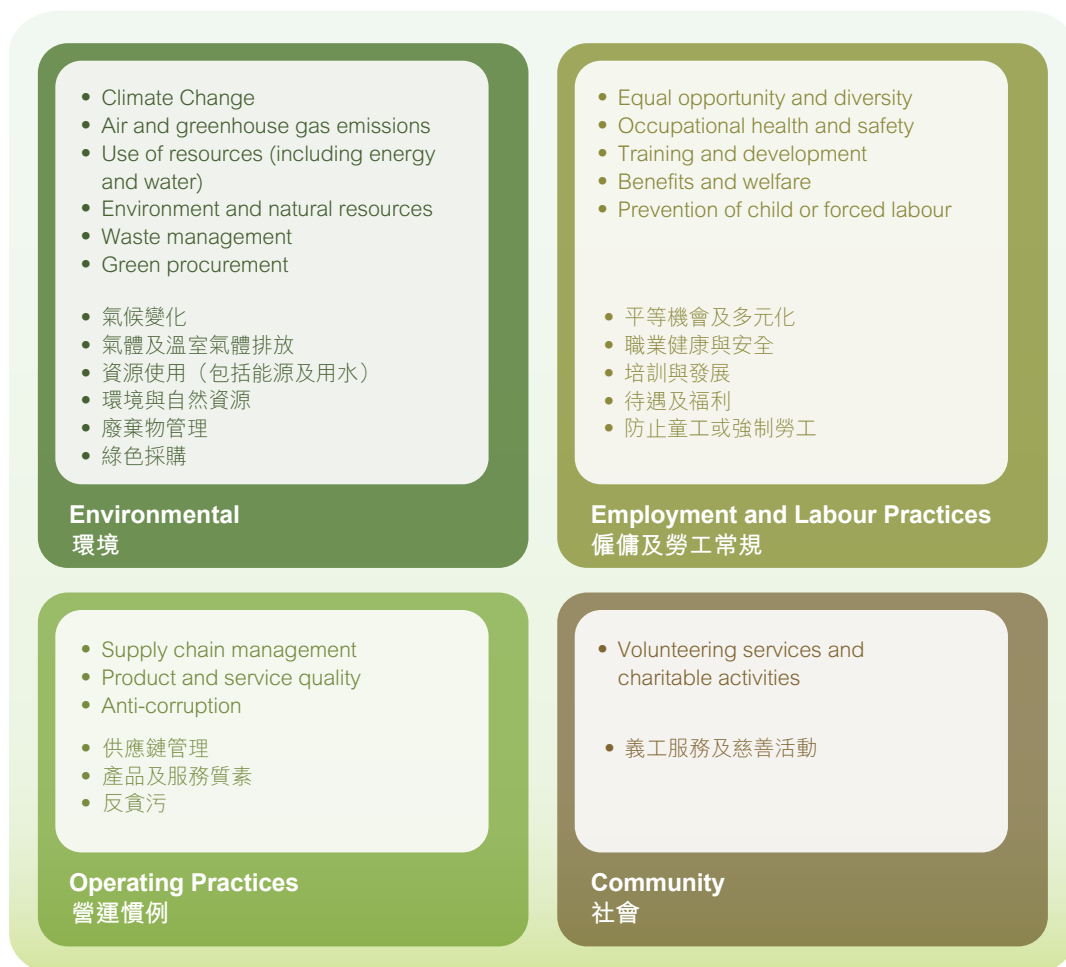 • Climate Change
• Air and greenhouse gas emissions
• Use of resources (including energy
and water)
• Environment and natural resources
• Waste management
• Green procurement
• 氣候變化
• 氣體及溫室氣體排放
• 資源使用（包括能源及用水）
• 環境與自然資源
• 廢棄物管理
• 綠色採購
Environmental
環境
• Equal opportunity and diversity
• Occupational health and safety
• Training and development
• Benefits and welfare
• Prevention of child or forced labour
• 平等機會及多元化
• 職業健康與安全
• 培訓與發展
• 待遇及福利
• 防止童工或強制勞工
Employment and Labour Practices
僱傭及勞工常規
• Supply chain management
• Product and service quality
• Anti-corruption
• 供應鏈管理
• 產品及服務質素
• 反貪污
Operating Practices
營運慣例
• Volunteering services and
charitable activities
• 義工服務及慈善活動
Community
社會